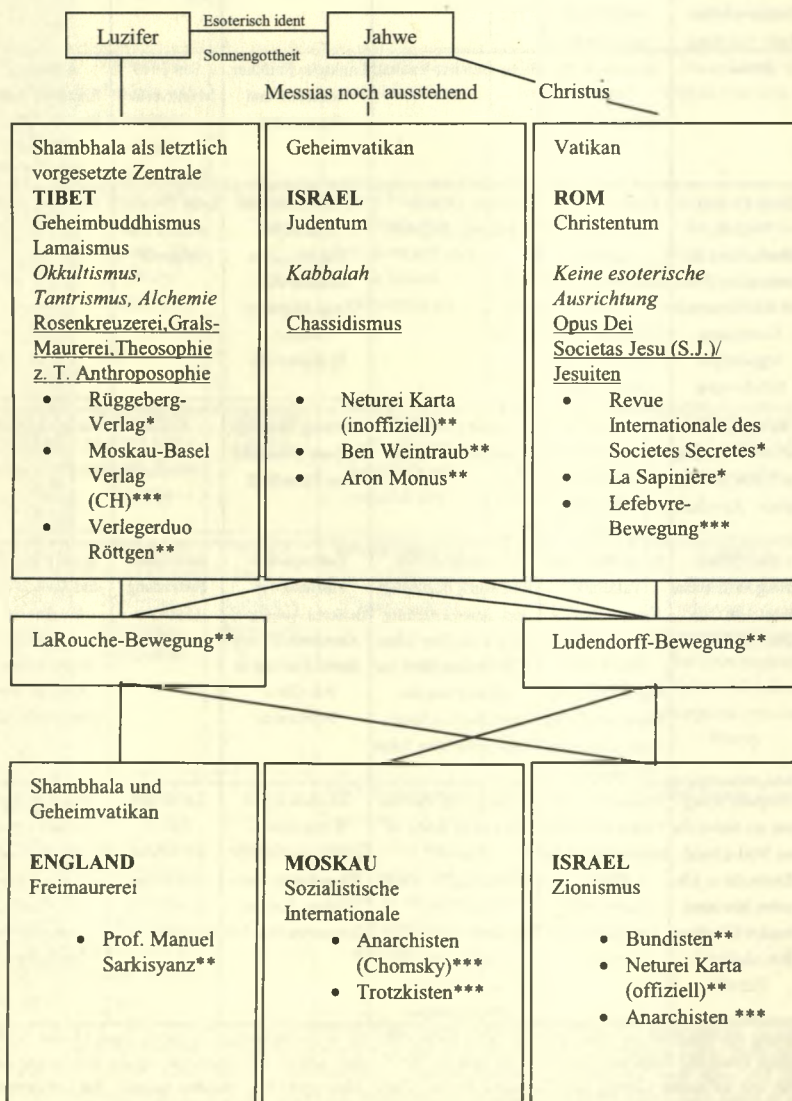 Luzifer
Esoterisch ident
Sonnengottheit
Jahwe
Messias noch ausstehend
Christus
Shambhala als letztlich
vorgesetzte Zentrale
TIBET
Geheimbuddhismus
Lamaismus
Okkultismus,
Tantrismus, Alchemie
Rosenkreuzerei,Grals-
Maurerei,Theosophie
z. T. Anthroposophie
• Rüggeberg-
Verlag*
• Moskau-Basel
Verlag
(CH)***
• Verlegerduo
Röttgen**
Geheimvatikan
ISRAEL
Judentum
Kabbalah
Chassidismus
• Neturei Karta
(inoffiziell)**
• Ben Weintraub**
• Aron Monus**
Vatikan
ROM
Christentum
Keine esoterische
Ausrichtung
Opus Dei
Societas Jesu (S.J.)/
Jesuiten
• Revue
Internationale des
Societes Secretes*
• La Sapinière*
• Lefebvre-
Bewegung***
LaRouche-Bewegung**
Ludendorff-Bewegung**
Shambhala und
Geheimvatikan
ENGLAND
Freimaurerei
• Prof. Manuel
Sarkisyanz**
MOSKAU
Sozialistische
Internationale
• Anarchisten
(Chomsky)***
• Trotzkisten***
ISRAEL
Zionismus
• Bundisten**
• Neturei Karta
(offiziell)**
• Anarchisten ***